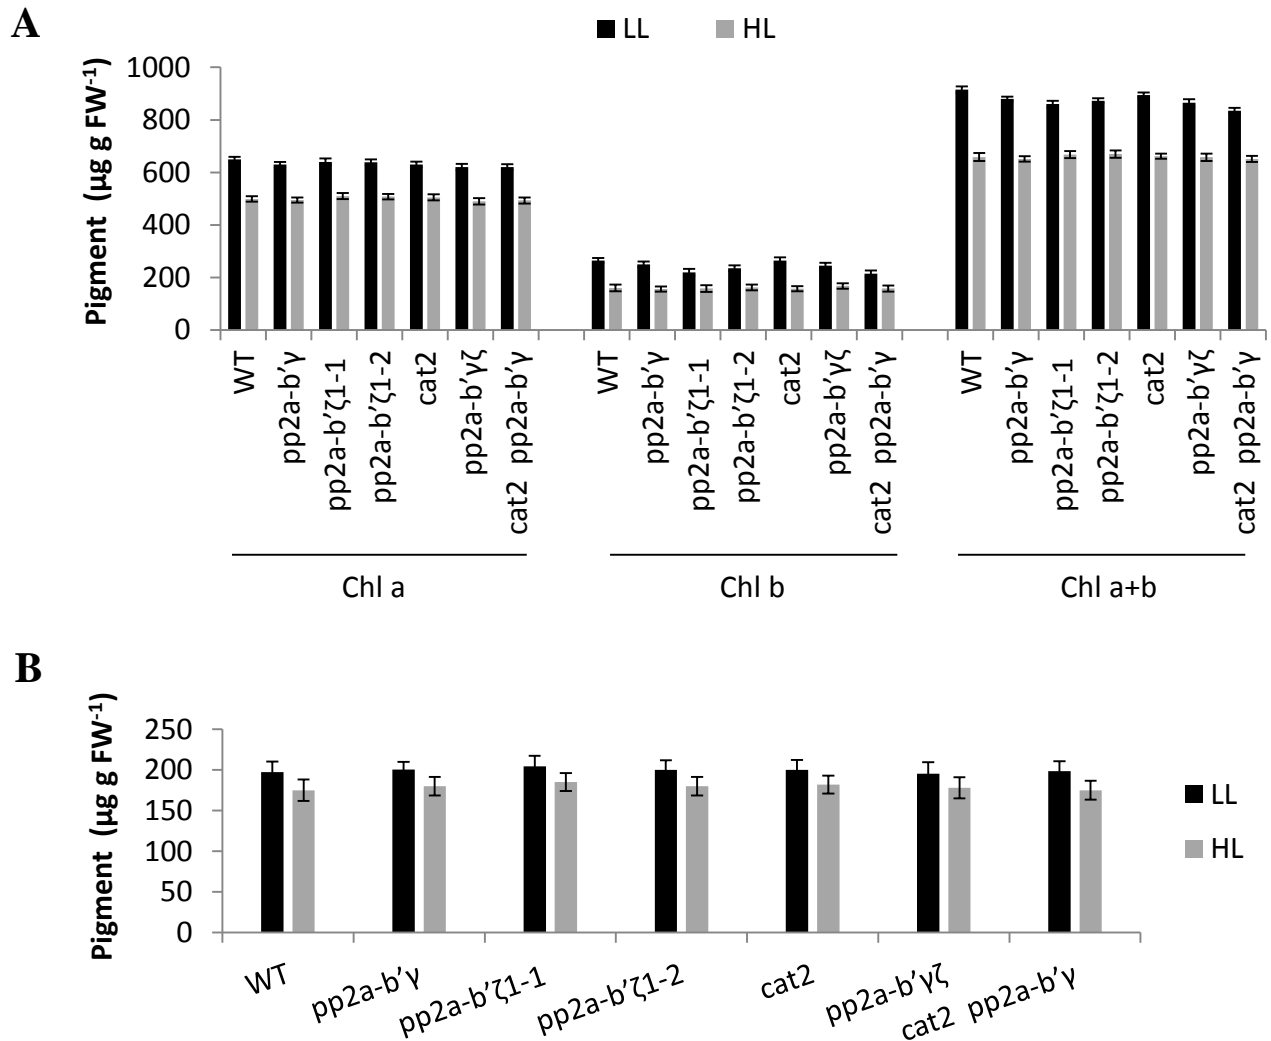 A
LL HL
Pigment (µg g FW-1)
1000
800
600
400
200
0
WT
pp2a-b'γ
pp2a-b'ζ1-1
pp2a-b'ζ1-2
cat2
pp2a-b'γζ
cat2 pp2a-b'γ
WT
pp2a-b'γ
pp2a-b'ζ1-1
pp2a-b'ζ1-2
cat2
pp2a-b'γζ
cat2 pp2a-b'γ
WT
pp2a-b'γ
pp2a-b'ζ1-1
pp2a-b'ζ1-2
cat2
pp2a-b'γζ
cat2 pp2a-b'γ
Chl a
Chl b
Chl a+b
B
Pigment (µg g FW-1)
250
200
150
100
50
0
WT
pp2a-b'γ
pp2a-b'ζ1-1
pp2a-b'ζ1-2
cat2
pp2a-b'γζ
cat2 pp2a-b'γ
LL
HL